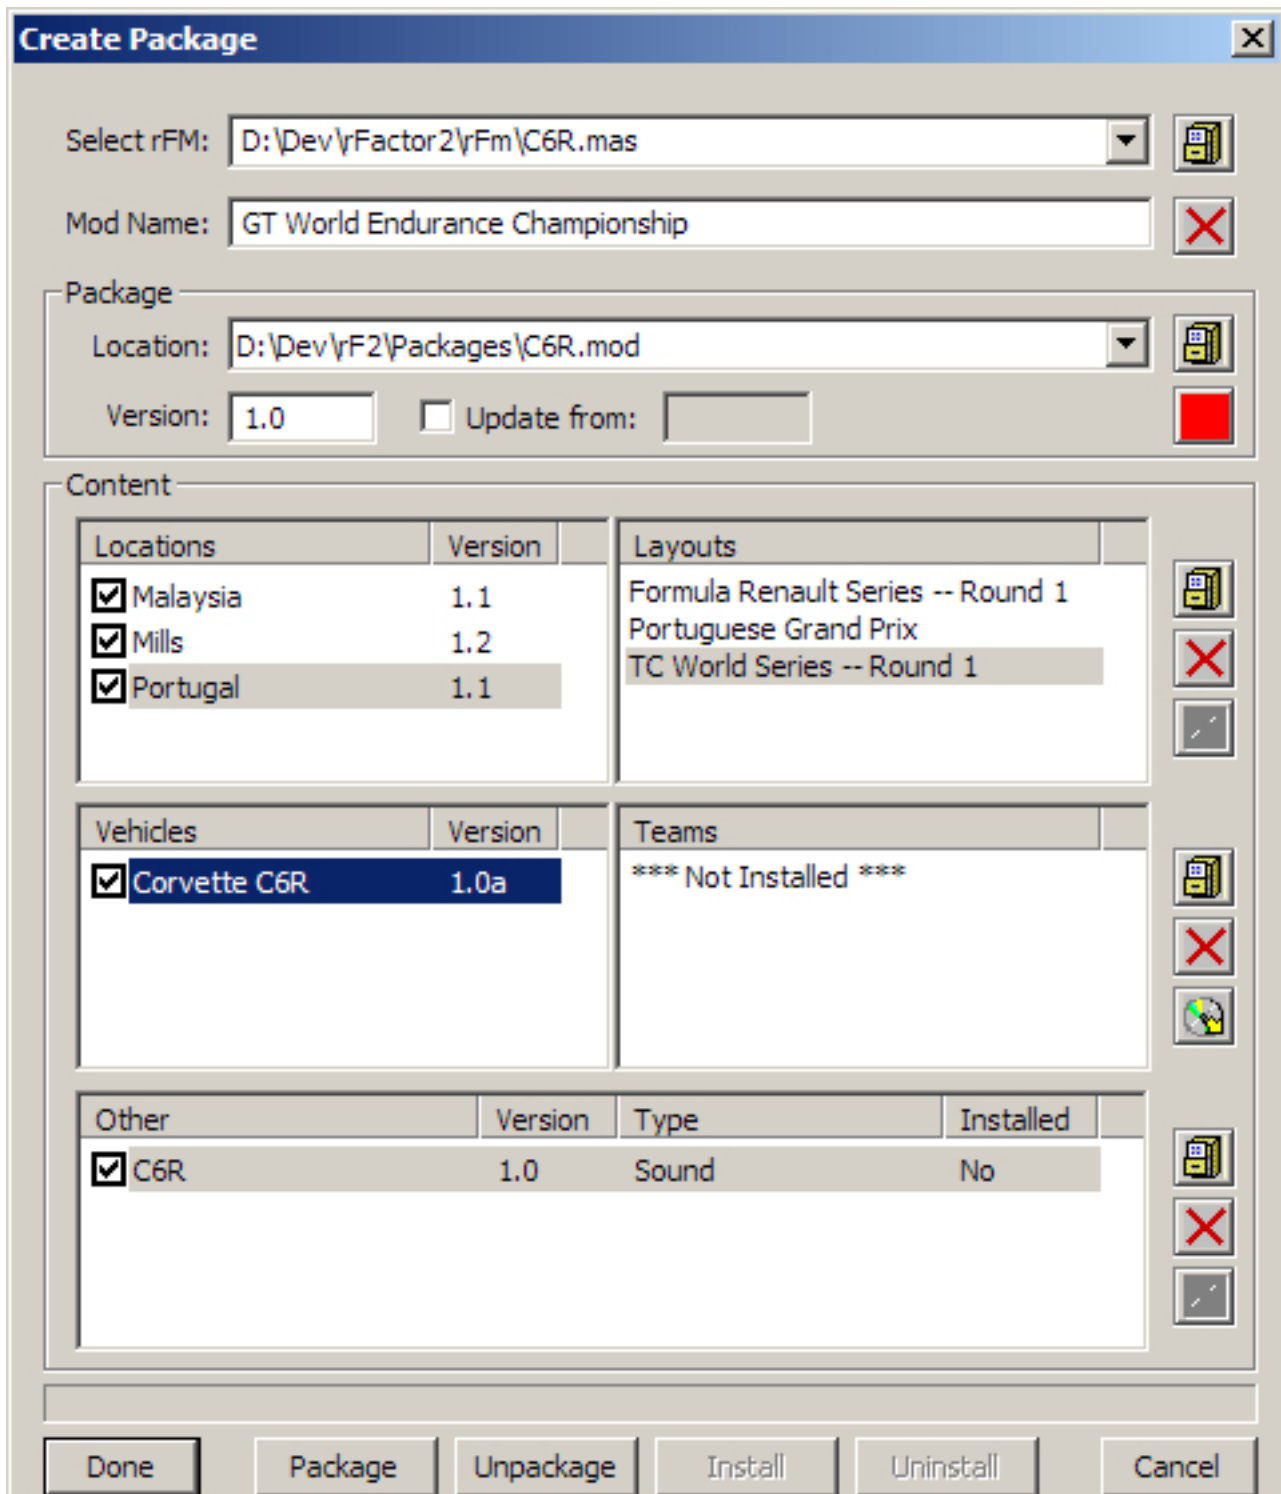 Create Package
Select rFM: D:\Dev\rFactor2\rFm\C6R.mas
Mod Name: GT World Endurance Championship
Package
Location: D:\Dev\rF2\Packages\C6R.mod
Version: 1.0 Update from:
Content
Locations Version Layouts
Malaysia 1.1 Formula Renault Series -- Round 1
Mills 1.2 Portuguese Grand Prix
Portugal 1.1 TC World Series -- Round 1
Vehicles Version Teams
Corvette C6R 1.0a *** Not Installed ***
Other Version Type Installed
C6R 1.0 Sound No
Done Package Unpackage Install Uninstall Cancel